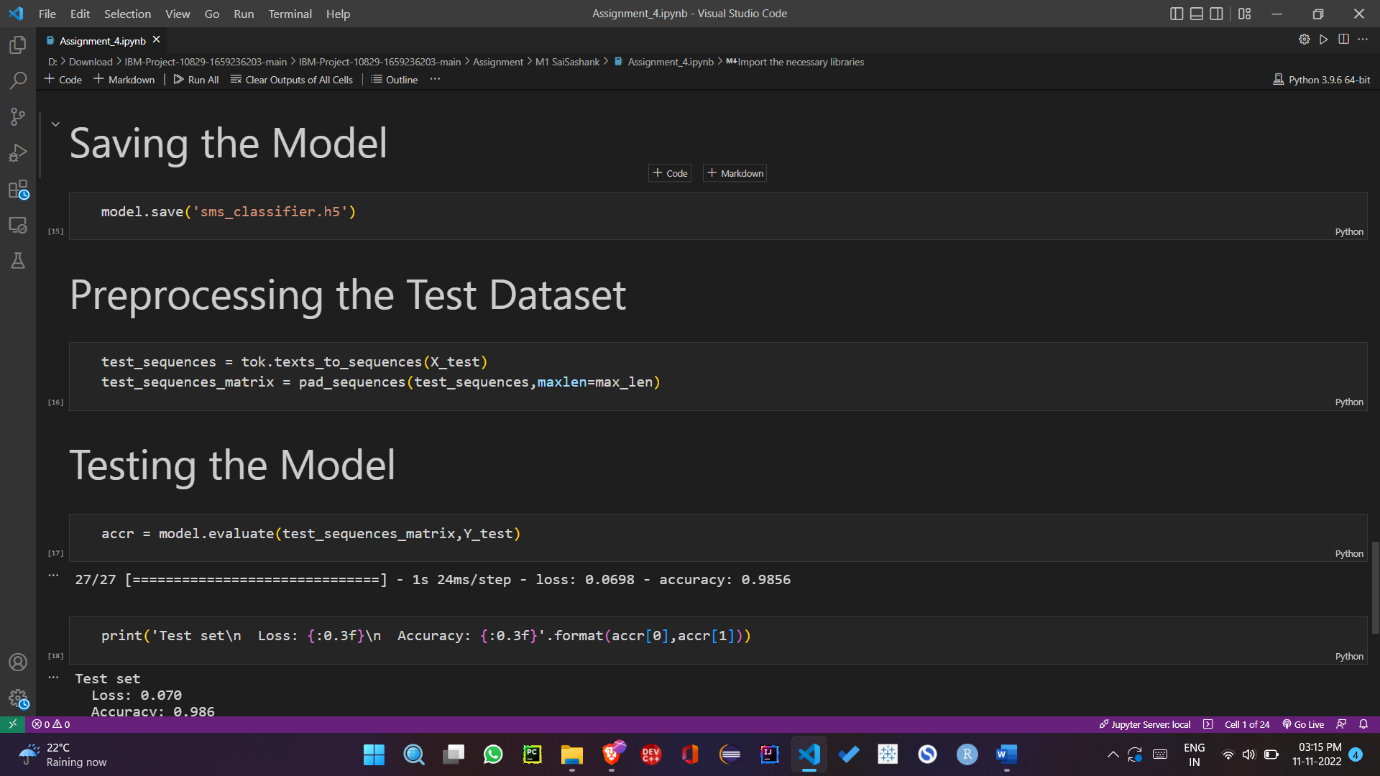 File Edit Selection View Go Run Terminal Help
Assignment_4.ipynb - Visual Studio Code
Assignment_4.ipynb
D: > Download > IBM-Project-10829-1659236203-main > IBM-Project-10829-1659236203-main > Assignment > M1 SaiSashank > Assignment_4.ipynb > M↓Import the necessary libraries
+ Code + Markdown | Run All Clear Outputs of All Cells | Outline ...
Python 3.9.6 64-bit
Saving the Model
+ Code + Markdown
model.save('sms_classifier.h5')
[15]
Python
Preprocessing the Test Dataset
test_sequences = tok.texts_to_sequences(X_test)
test_sequences_matrix = pad_sequences(test_sequences,maxlen=max_len)
[16]
Python
Testing the Model
accr = model.evaluate(test_sequences_matrix,Y_test)
[17]
Python
27/27 [==============================] - 1s 24ms/step - loss: 0.0698 - accuracy: 0.9856
print('Test set\n  Loss: {:0.3f}\n  Accuracy: {:0.3f}'.format(accr[0],accr[1]))
[18]
Python
Test set
  Loss: 0.070
  Accuracy: 0.986
0 0
Jupyter Server: local Cell 1 of 24 Go Live
22°C
Raining now
PC
DEV C++
IJ
R
W
ENG
IN
03:15 PM
11-11-2022
4